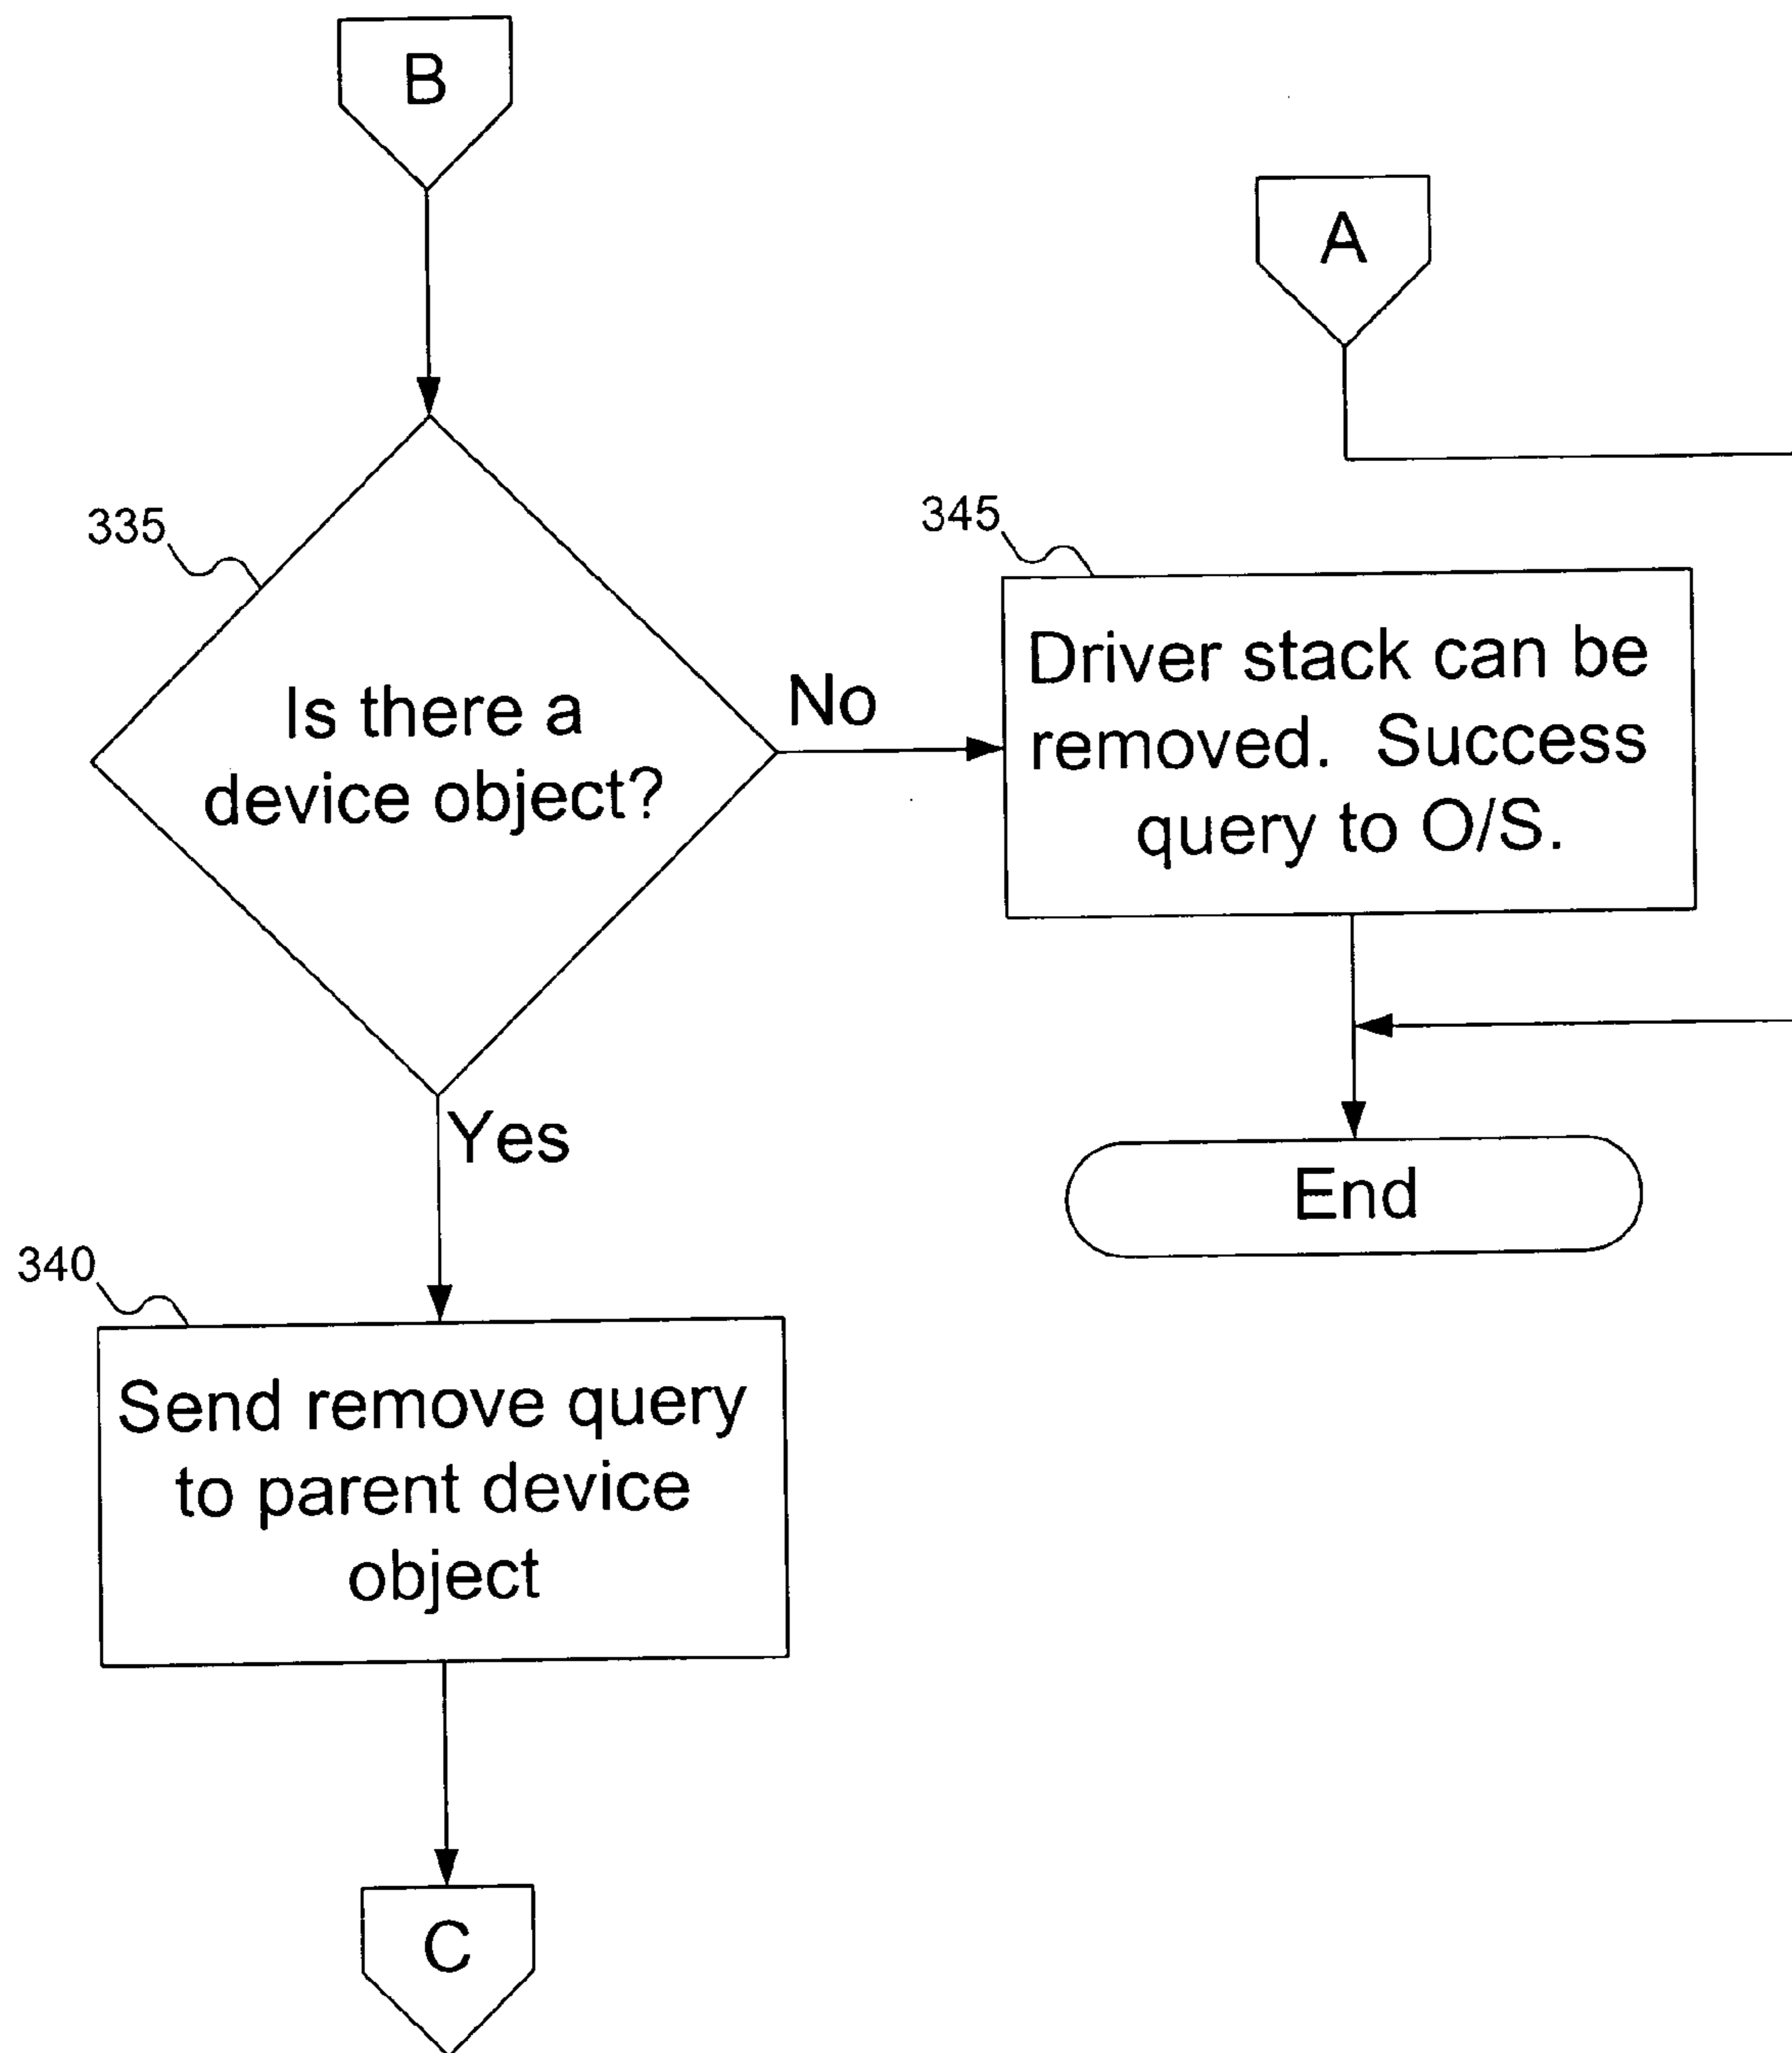 B
A
335
Is there a
device object?
No
345
Driver stack can be
removed. Success
query to O/S.
Yes
End
340
Send remove query
to parent device
object
C